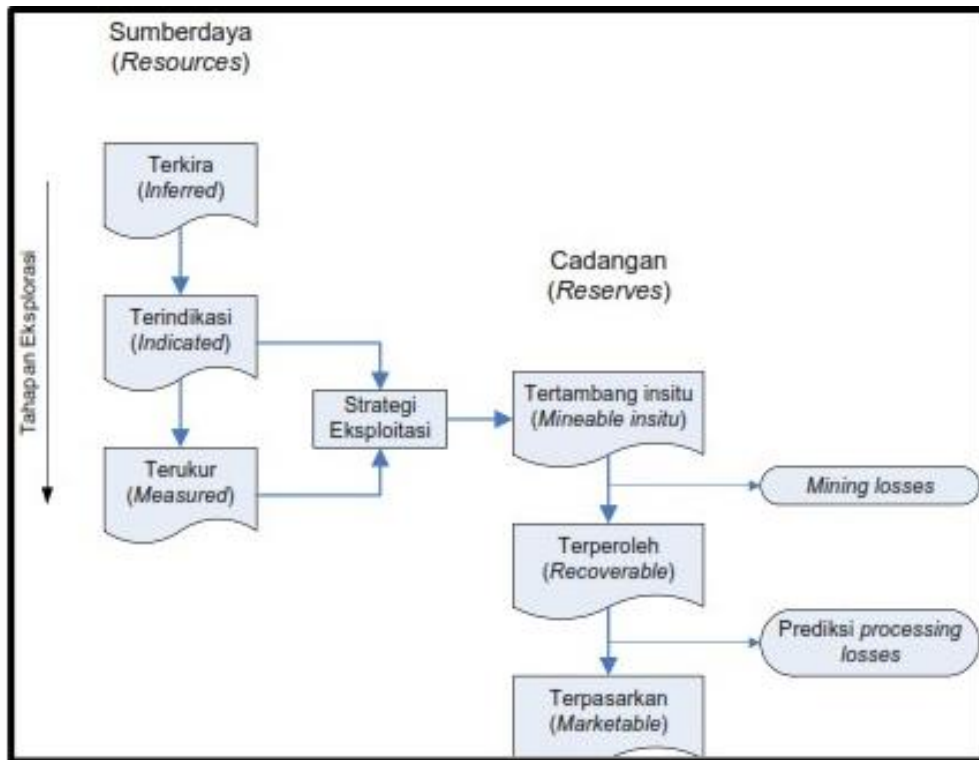 Sumberdaya
(Resources)
Tahapan Eksplorasi
Terkira
(Inferred)
Terindikasi
(Indicated)
Terukur
(Measured)
Strategi
Eksploitasi
Cadangan
(Reserves)
Tertambang insitu
(Mineable insitu)
Mining losses
Terperoleh
(Recoverable)
Prediksi processing
losses
Terpasarkan
(Marketable)